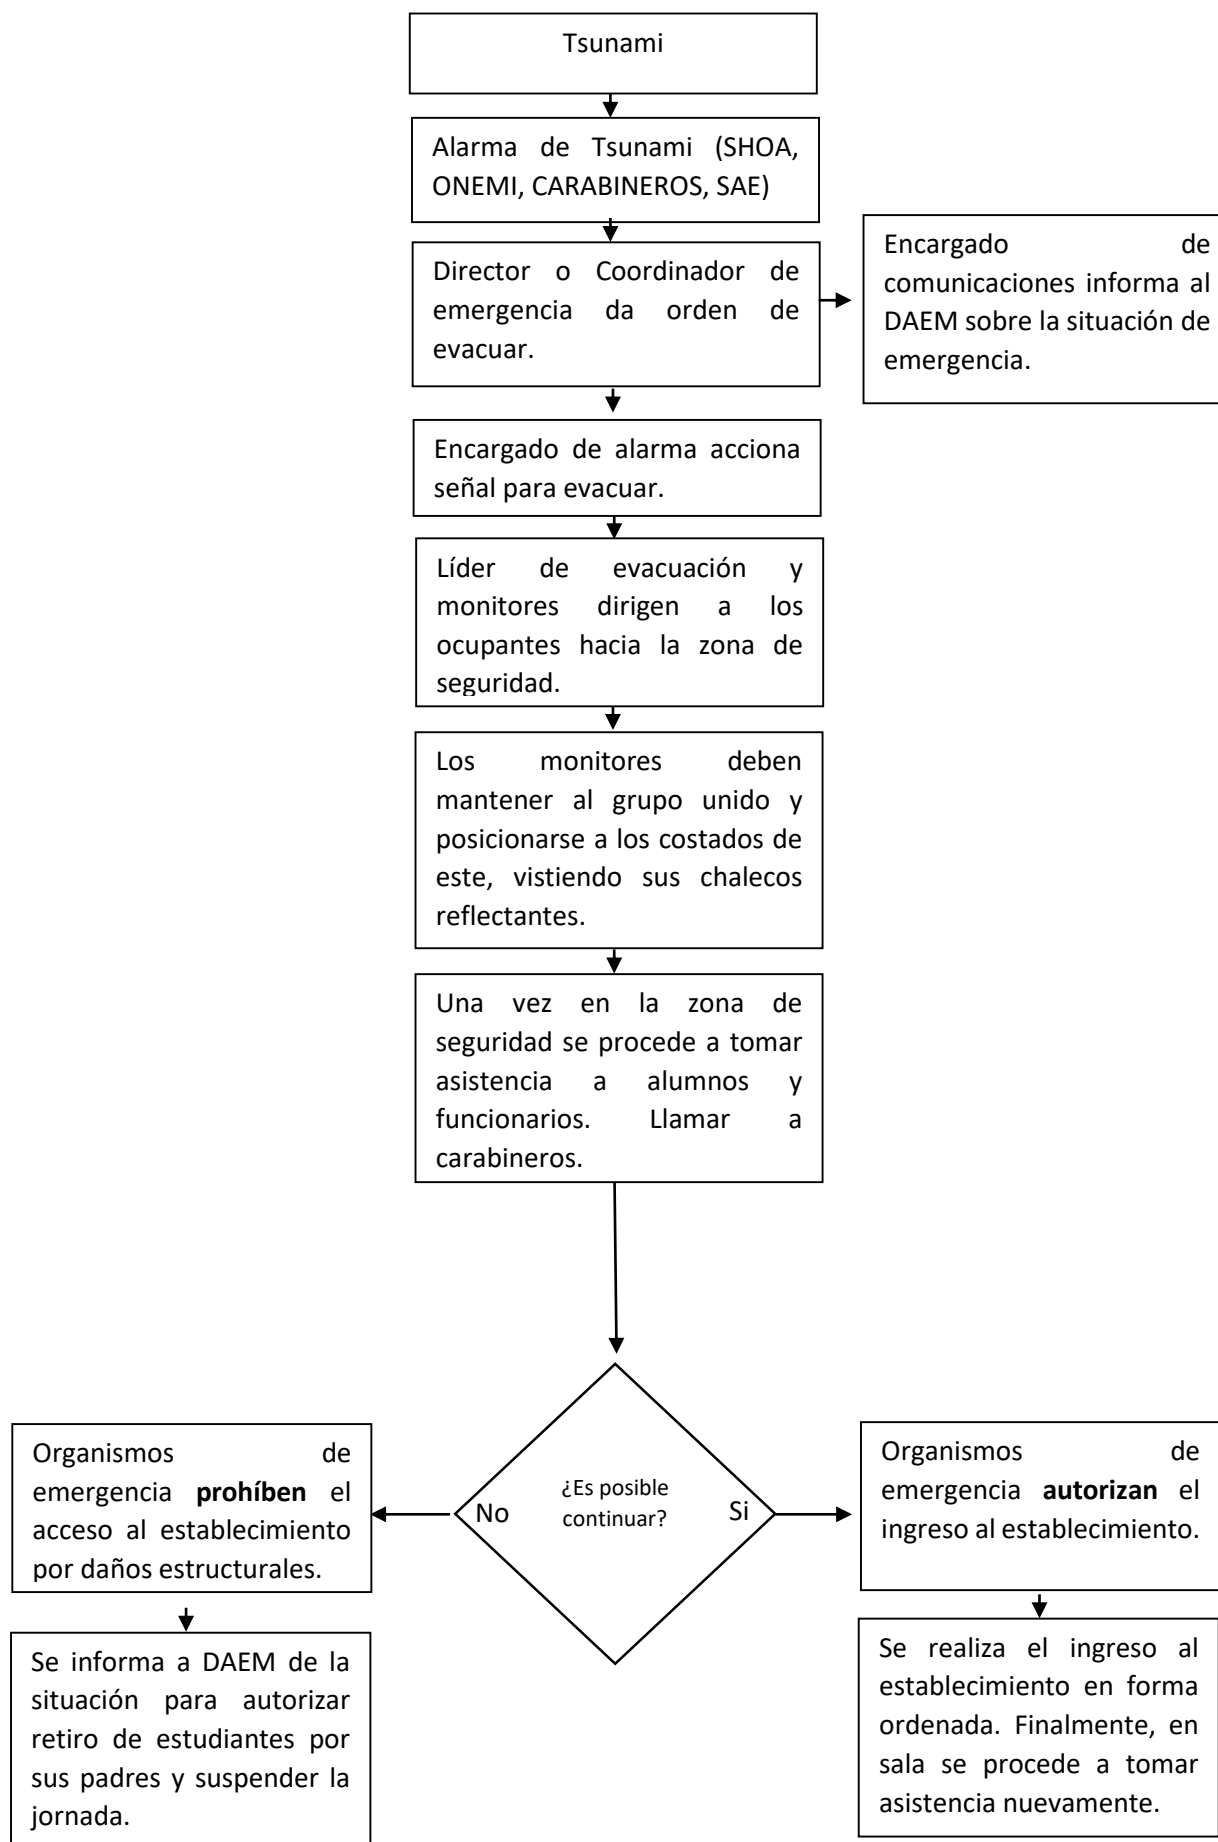 Tsunami
Alarma de Tsunami (SHOA,
ONEMI, CARABINEROS, SAE)
Director o Coordinador de
emergencia da orden de
evacuar.
Encargado de
comunicaciones informa al
DAEM sobre la situación de
emergencia.
Encargado de alarma acciona
señal para evacuar.
Líder de evacuación y
monitores dirigen a los
ocupantes hacia la zona de
seguridad.
Los monitores deben
mantener al grupo unido y
posicionarse a los costados de
este, vistiendo sus chalecos
reflectantes.
Una vez en la zona de
seguridad se procede a tomar
asistencia a alumnos y
funcionarios. Llamar a
carabineros.
¿Es posible
continuar?
No
Si
Organismos de
emergencia prohíben el
acceso al establecimiento
por daños estructurales.
Organismos de
emergencia autorizan el
ingreso al establecimiento.
Se informa a DAEM de la
situación para autorizar
retiro de estudiantes por
sus padres y suspender la
jornada.
Se realiza el ingreso al
establecimiento en forma
ordenada. Finalmente, en
sala se procede a tomar
asistencia nuevamente.